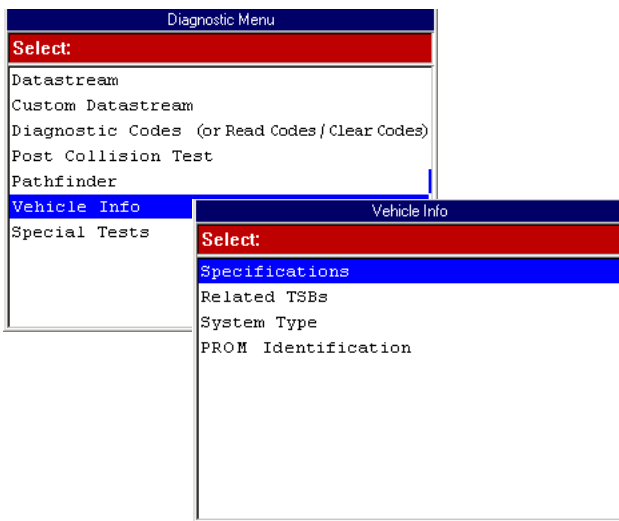 Diagnostic Menu
Select:
Datastream
Custom Datastream
Diagnostic Codes (or Read Codes / Clear Codes)
Post Collision Test
Pathfinder
Vehicle Info
Special Tests
Vehicle Info
Select:
Specifications
Related TSBs
System Type
PROM Identification